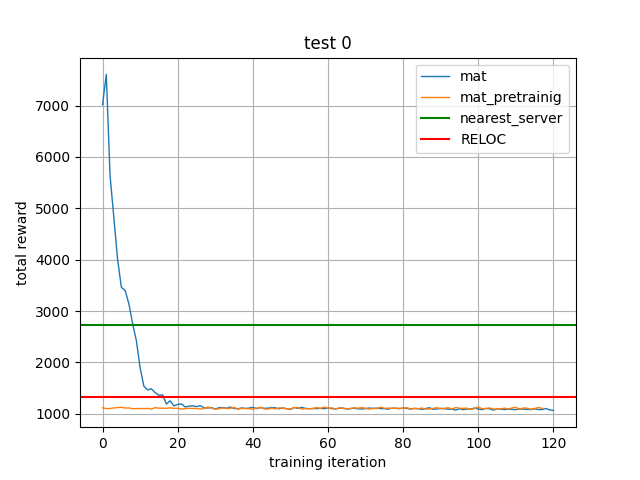 test 0
mat
mat_pretrainig
nearest_server
RELOC
total reward
7000
6000
5000
4000
3000
2000
1000
0 20 40 60 80 100 120
training iteration